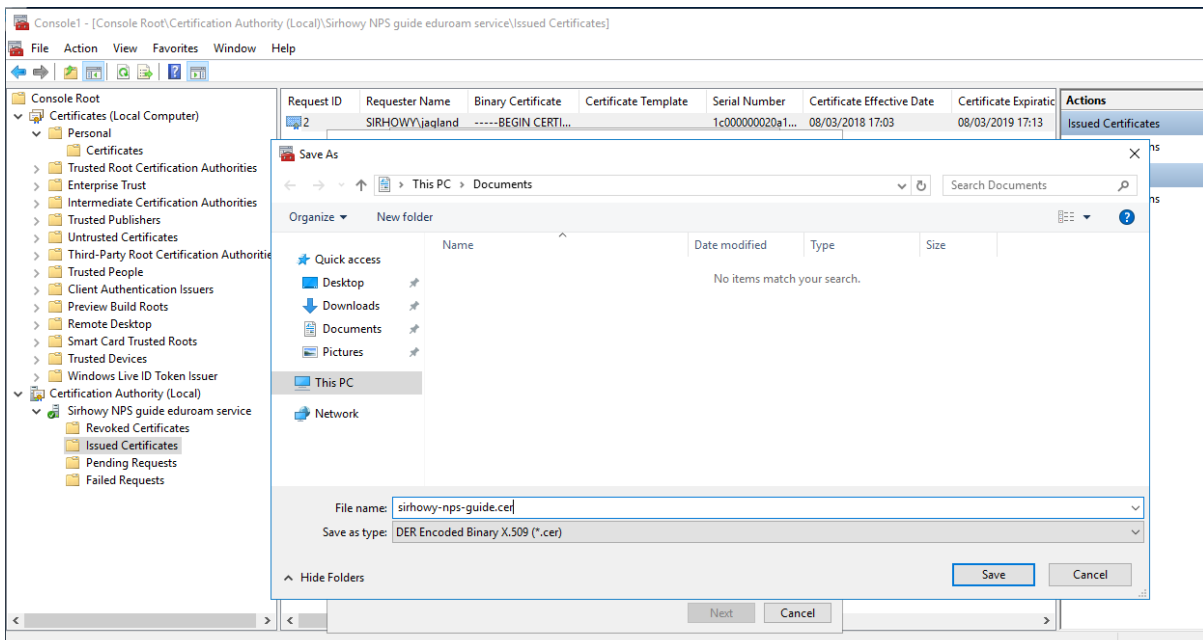 Console1 - [Console Root\Certification Authority (Local)\Sirhowy NPS guide eduroam service\Issued Certificates]
File Action View Favorites Window Help
Console Root
Certificates (Local Computer)
Personal
Certificates
Trusted Root Certification Authorities
Enterprise Trust
Intermediate Certification Authorities
Trusted Publishers
Untrusted Certificates
Third-Party Root Certification Authoritie
Trusted People
Client Authentication Issuers
Preview Build Roots
Remote Desktop
Smart Card Trusted Roots
Trusted Devices
Windows Live ID Token Issuer
Certification Authority (Local)
Sirhowy NPS guide eduroam service
Revoked Certificates
Issued Certificates
Pending Requests
Failed Requests
Request ID Requester Name Binary Certificate Certificate Template Serial Number Certificate Effective Date Certificate Expiratic
2 SIRHOWY\jaqland -----BEGIN CERTI... 1c000000020a1... 08/03/2018 17:03 08/03/2019 17:13
Actions
Issued Certificates
ns
ns
Save As
This PC > Documents
Search Documents
Organize New folder
Name Date modified Type Size
No items match your search.
Quick access
Desktop
Downloads
Documents
Pictures
This PC
Network
File name: sirhowy-nps-guide.cer
Save as type: DER Encoded Binary X.509 (*.cer)
Hide Folders
Save Cancel
Next Cancel